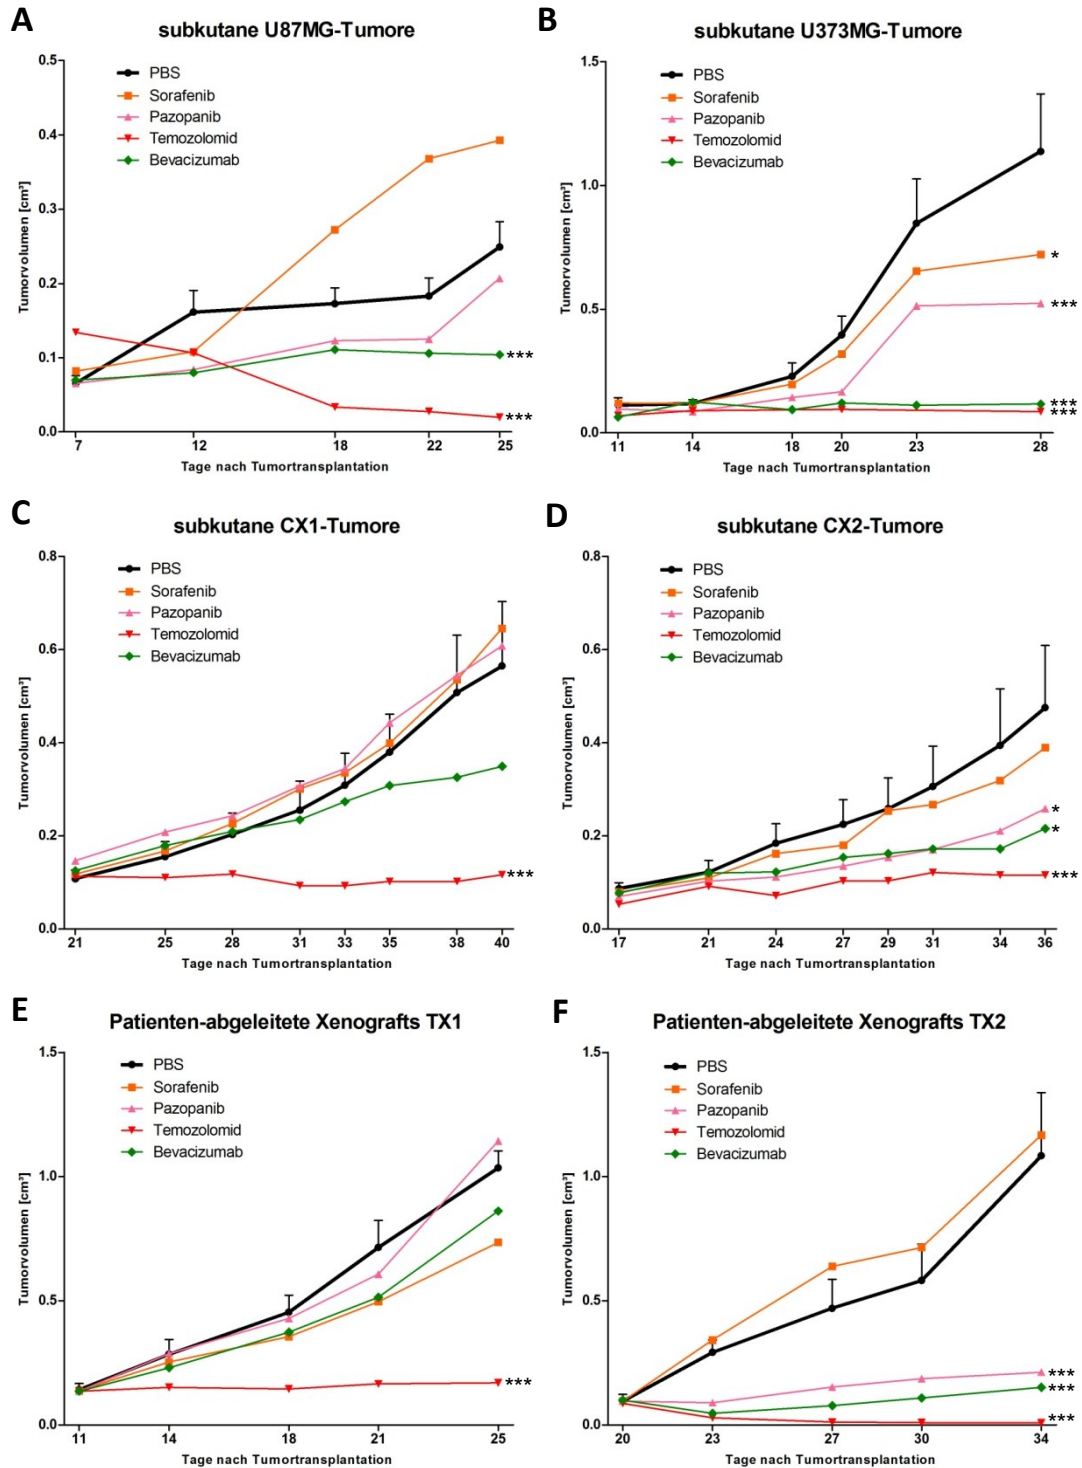 A
subkutane U87MG-Tumore
0.5
0.4
0.3
0.2
0.1
0.0
Tumorvolumen [cm³]
PBS
Sorafenib
Pazopanib
Temozolomid
Bevacizumab
***
***
7 12 18 22 25
Tage nach Tumortransplantation
B
subkutane U373MG-Tumore
1.5
1.0
0.5
0.0
Tumorvolumen [cm³]
PBS
Sorafenib
Pazopanib
Temozolomid
Bevacizumab
*
***
***
***
11 14 18 20 23 28
Tage nach Tumortransplantation
C
subkutane CX1-Tumore
0.8
0.6
0.4
0.2
0.0
Tumorvolumen [cm³]
PBS
Sorafenib
Pazopanib
Temozolomid
Bevacizumab
***
21 25 28 31 33 35 38 40
Tage nach Tumortransplantation
D
subkutane CX2-Tumore
0.8
0.6
0.4
0.2
0.0
Tumorvolumen [cm³]
PBS
Sorafenib
Pazopanib
Temozolomid
Bevacizumab
*
*
***
17 21 24 27 29 31 34 36
Tage nach Tumortransplantation
E
Patienten-abgeleitete Xenografts TX1
1.5
1.0
0.5
0.0
Tumorvolumen [cm³]
PBS
Sorafenib
Pazopanib
Temozolomid
Bevacizumab
***
11 14 18 21 25
Tage nach Tumortransplantation
F
Patienten-abgeleitete Xenografts TX2
1.5
1.0
0.5
0.0
Tumorvolumen [cm³]
PBS
Sorafenib
Pazopanib
Temozolomid
Bevacizumab
***
***
***
20 23 27 30 34
Tage nach Tumortransplantation